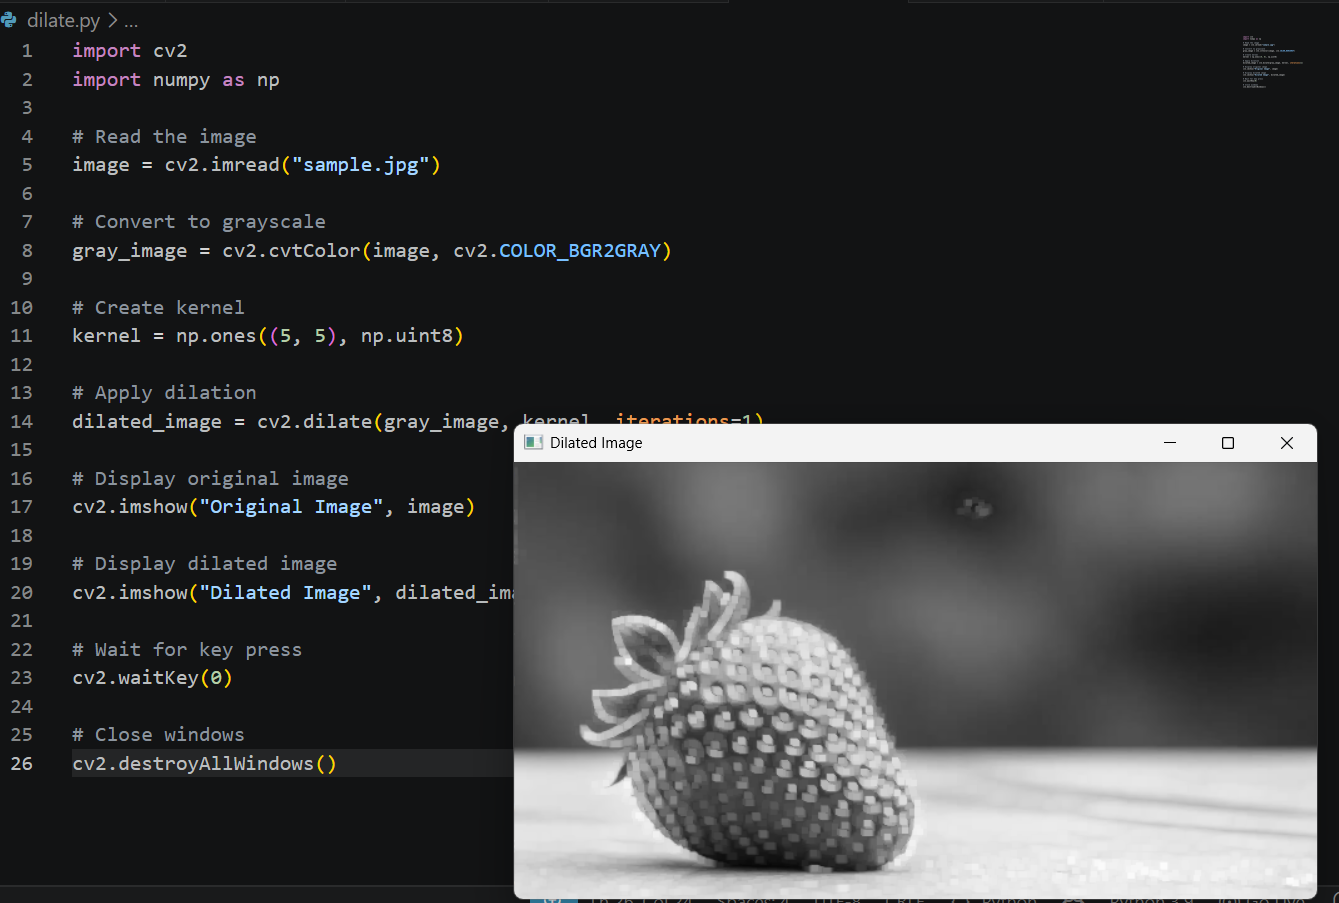 dilate.py > ...
1 import cv2
2 import numpy as np
3
4 # Read the image
5 image = cv2.imread("sample.jpg")
6
7 # Convert to grayscale
8 gray_image = cv2.cvtColor(image, cv2.COLOR_BGR2GRAY)
9
10 # Create kernel
11 kernel = np.ones((5, 5), np.uint8)
12
13 # Apply dilation
14 dilated_image = cv2.dilate(gray_image, kernel, iterations=1)
15
16 # Display original image
17 cv2.imshow("Original Image", image)
18
19 # Display dilated image
20 cv2.imshow("Dilated Image", dilated_ima
21
22 # Wait for key press
23 cv2.waitKey(0)
24
25 # Close windows
26 cv2.destroyAllWindows()
Dilated Image